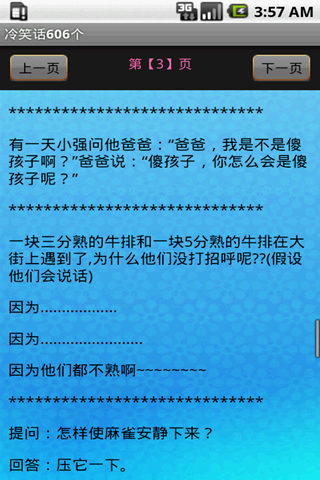 3G 3:57 AM
冷笑话606个
上一页 第【3】页 下一页
******************************
有一天小强问他爸爸：“爸爸，我是不是傻
孩子啊？”爸爸说：“傻孩子，你怎么会是傻
孩子呢？”
******************************
一块三分熟的牛排和一块5分熟的牛排在大
街上遇到了,为什么他们没打招呼呢??(假设
他们会说话)
因为..................
因为........................
因为他们都不熟啊~~~~~~~~
******************************
提问：怎样使麻雀安静下来？
回答：压它一下。